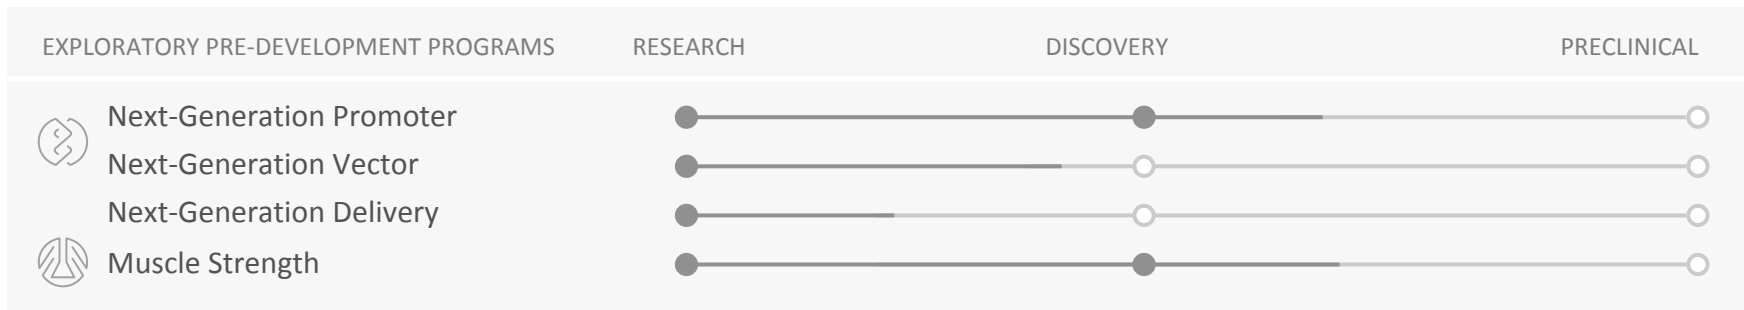 EXPLORATORY PRE-DEVELOPMENT PROGRAMS RESEARCH DISCOVERY PRECLINICAL
Next-Generation Promoter
Next-Generation Vector
Next-Generation Delivery
Muscle Strength